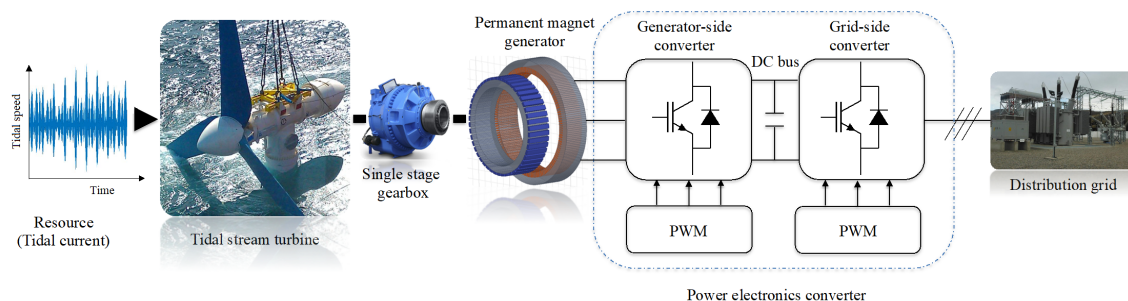 Tidal speed
Time
Resource
(Tidal current)
Tidal stream turbine
Single stage
gearbox
Permanent magnet
generator
Generator-side
converter
DC bus
Grid-side
converter
PWM
PWM
Power electronics converter
Distribution grid